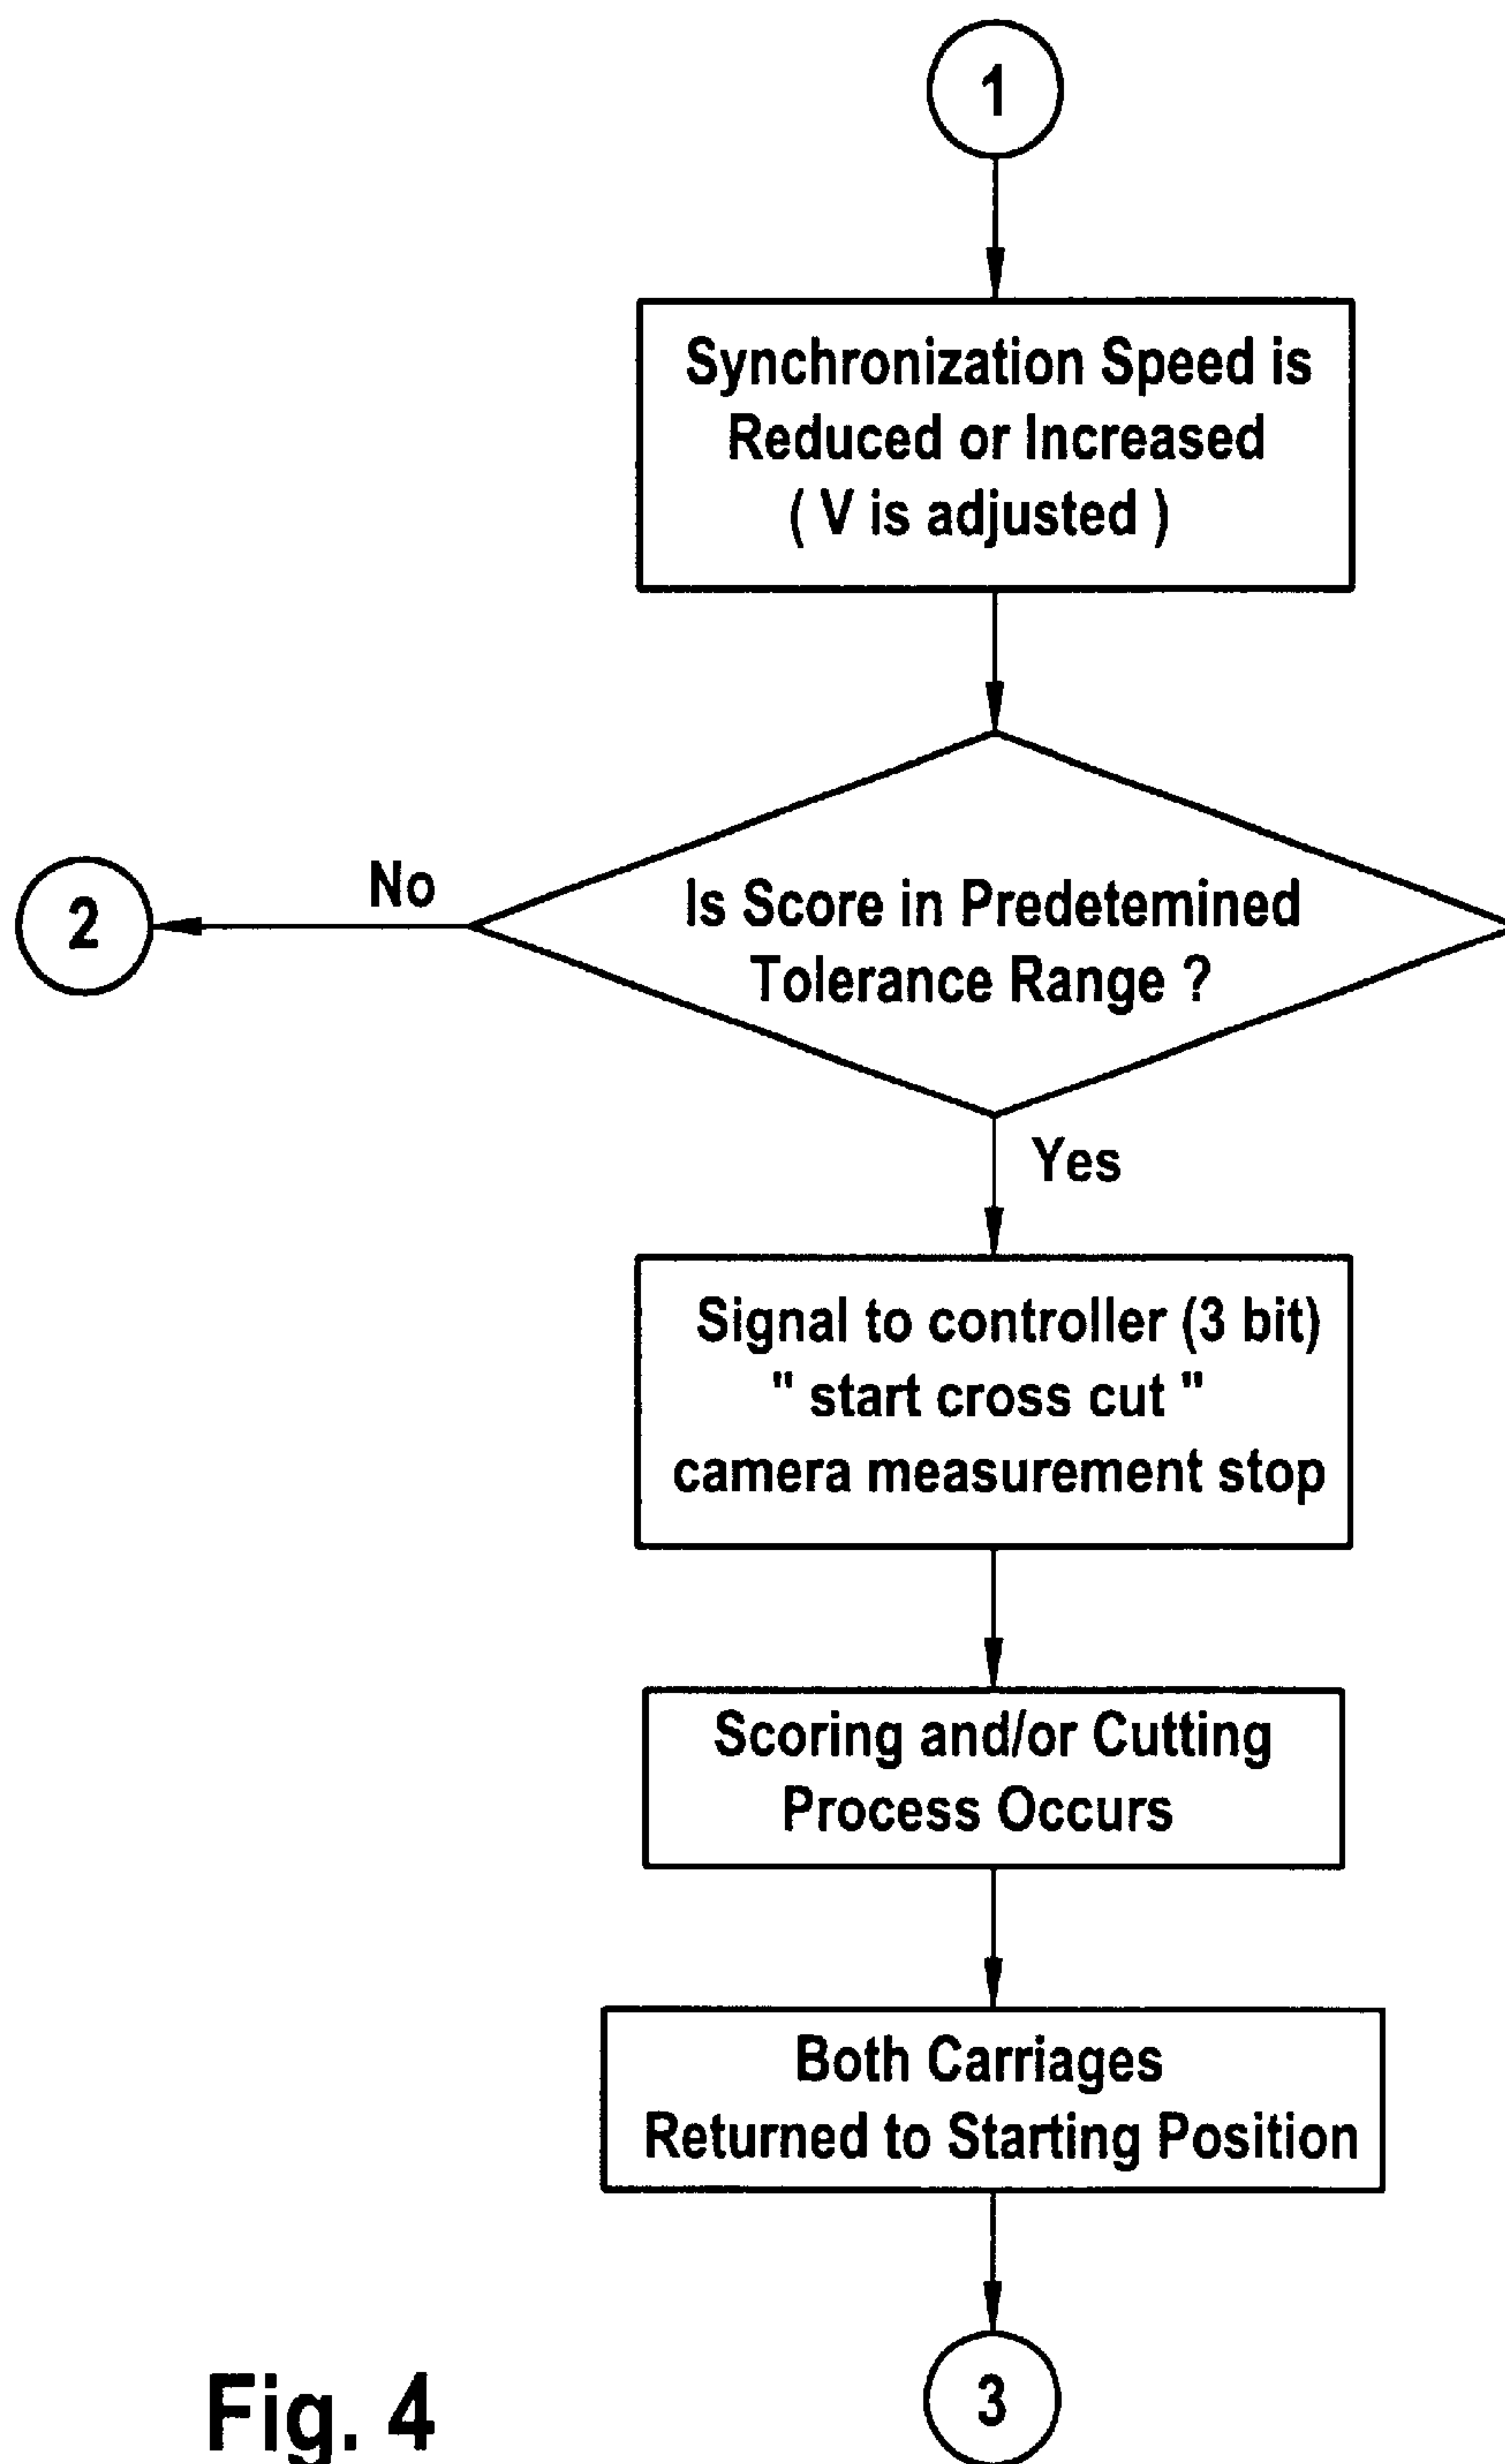 1
Synchronization Speed is
Reduced or Increased
( V is adjusted )
No
2
Is Score in Predetemined
Tolerance Range ?
Yes
Signal to controller (3 bit)
" start cross cut "
camera measurement stop
Scoring and/or Cutting
Process Occurs
Both Carriages
Returned to Starting Position
3
Fig. 4